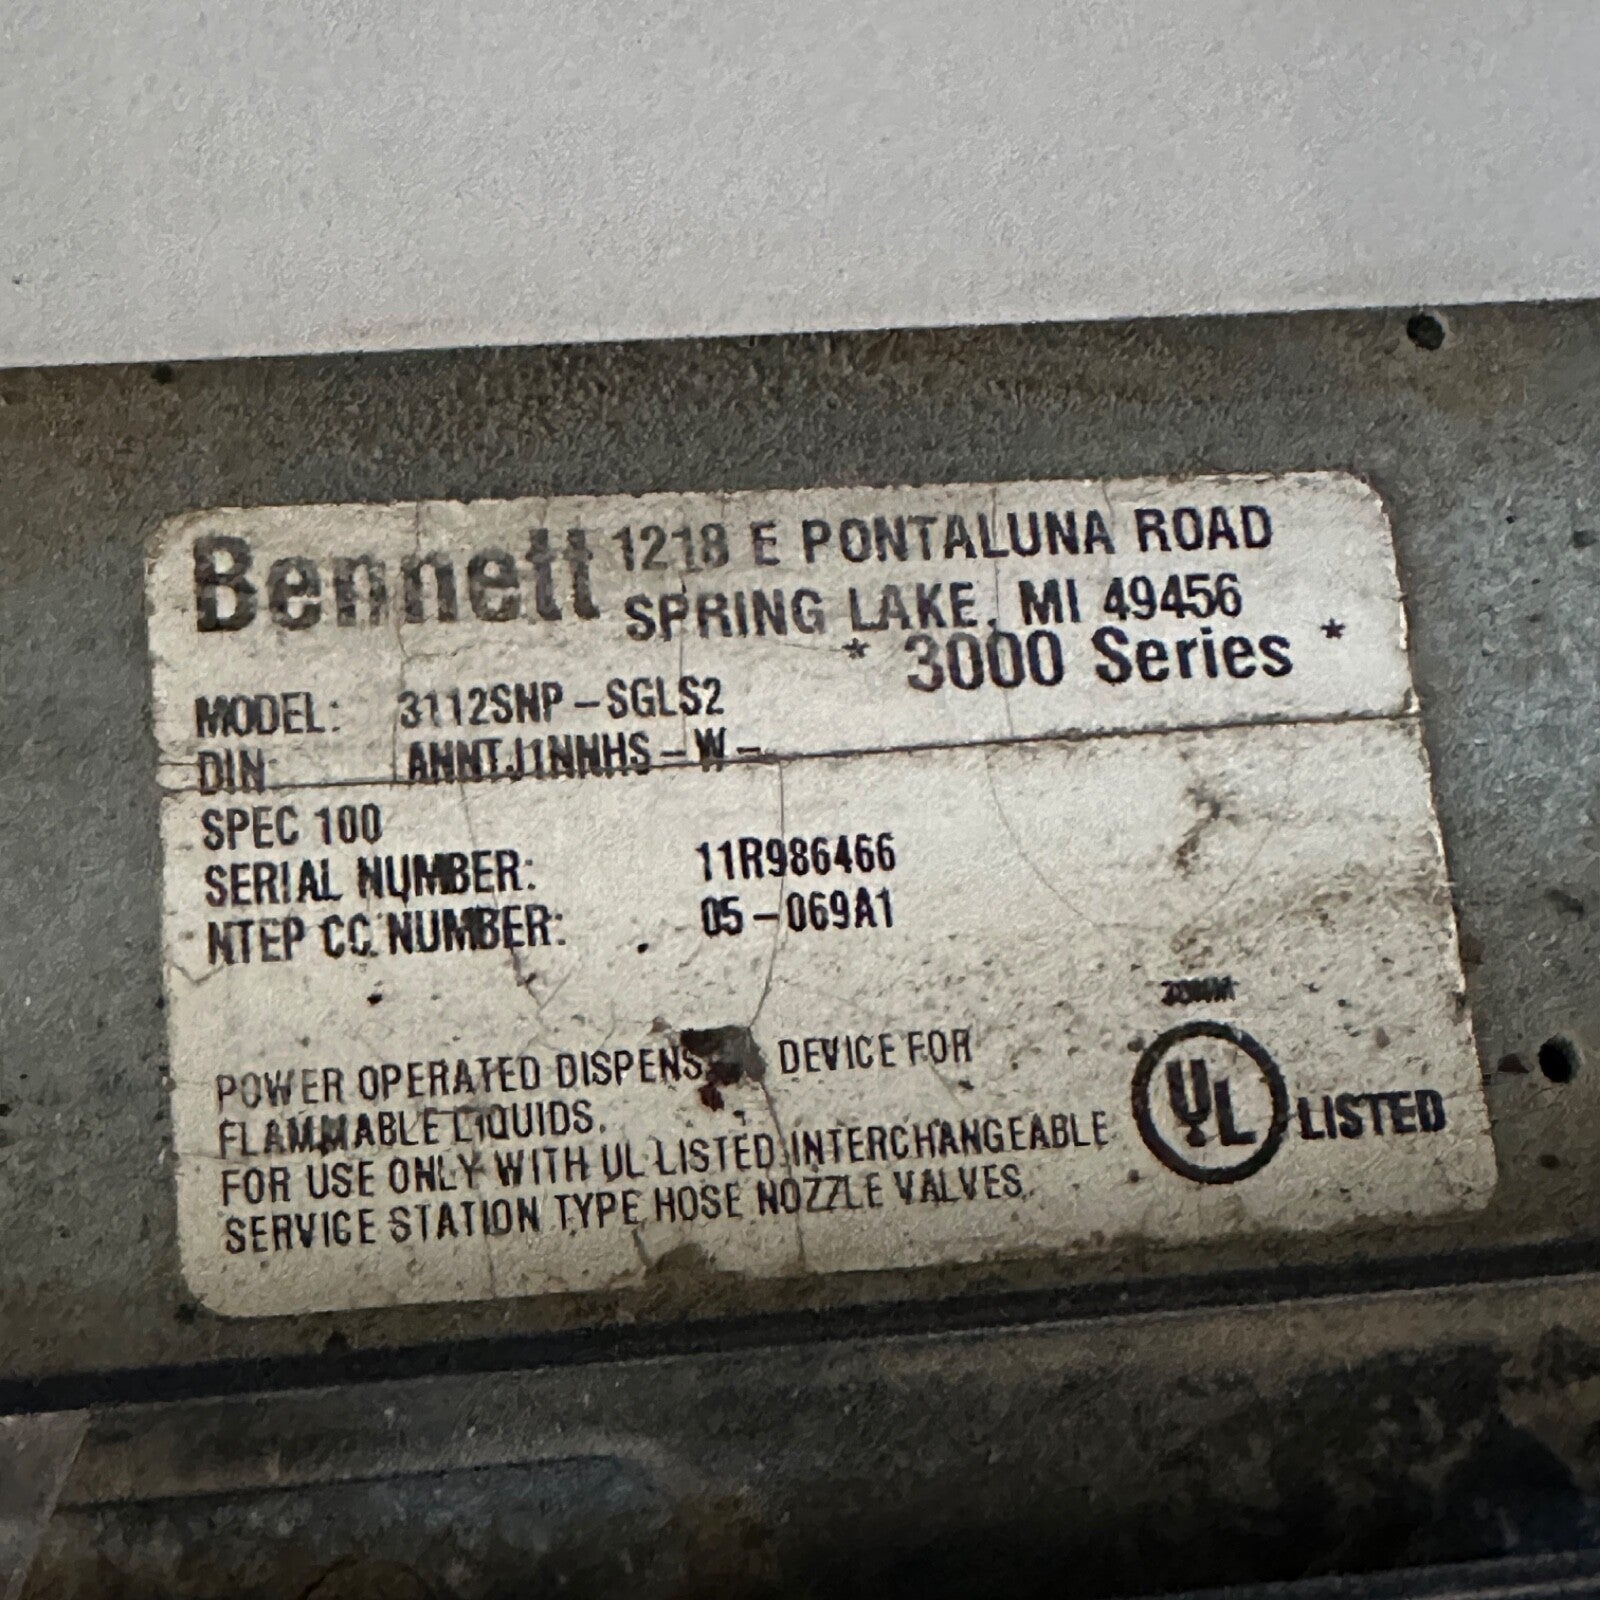 Bennett 1218 E PONTALUNA ROAD
SPRING LAKE, MI 49456
* 3000 Series *
MODEL: 3112SNP-SGLS2
DIN: ANNTJ1NNHS-W-
SPEC 100
SERIAL NUMBER: 11R986466
NTEP CC NUMBER: 05-069A1
POWER OPERATED DISPENS DEVICE FOR
FLAMMABLE LIQUIDS.
FOR USE ONLY WITH UL LISTED INTERCHANGEABLE
SERVICE STATION TYPE HOSE NOZZLE VALVES.
UL LISTED